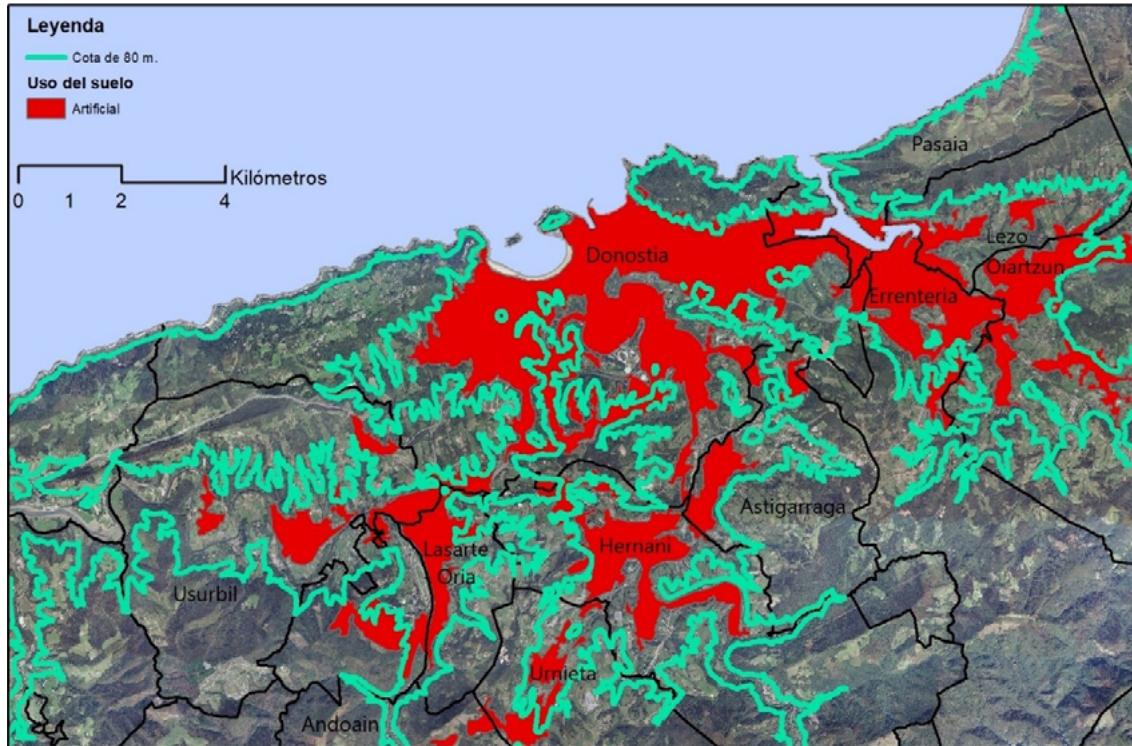 Leyenda
Cota de 80 m.
Uso del suelo
Artificial
Kilómetros
0 1 2 4
Pasaia
Donostia
Lezo
Oiartzun
Errenteria
Astigarraga
Hernani
Lasarte
Oria
Usurbil
Urnieta
Andoain